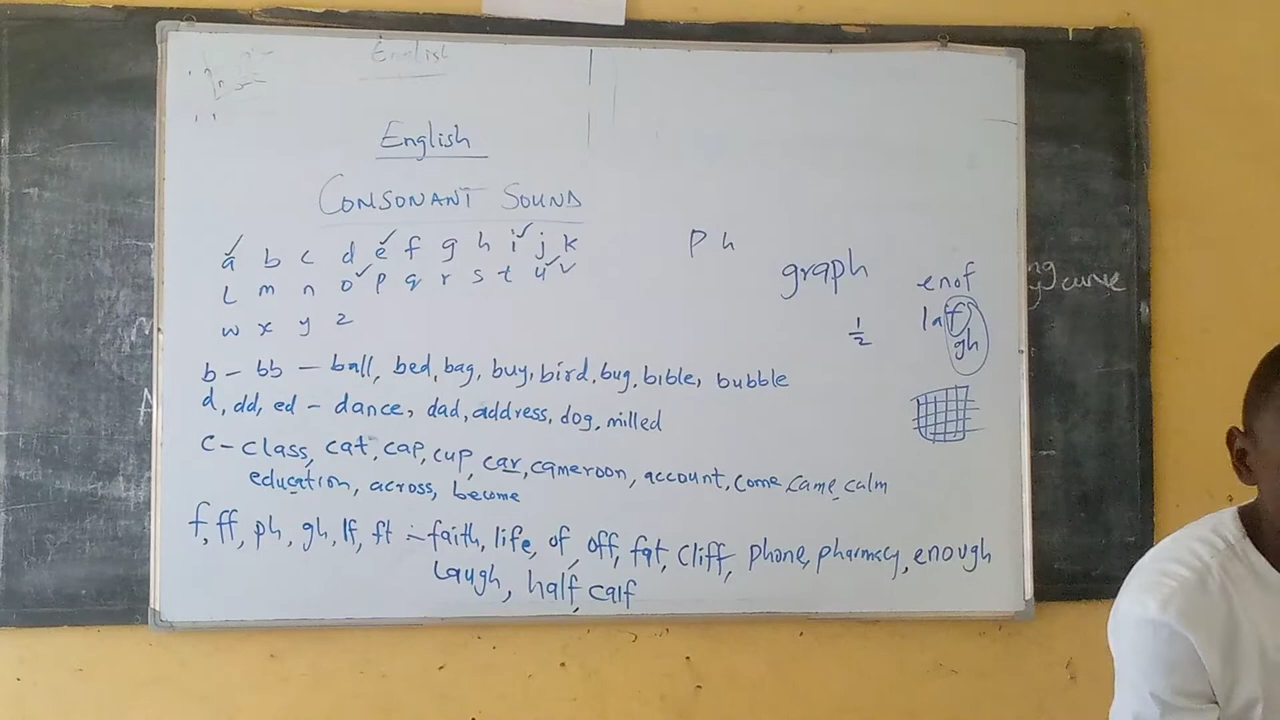 English
English
CONSONANT SOUND
a b c d e f g h i j k
L m n o p q r s t u v
w x y z
b - bb - ball, bed, bag, buy, bird, bug, bible, bubble
d, dd, ed - dance, dad, address, dog, milled
c - class, cat, cap, cup, car, cameroon, account, come, came, calm
education, across, become
f, ff, ph, gh, lf, ft :- faith, life, of, off, fat, cliff, phone, pharmacy, enough
Laugh, half, calf
p h
graph
1/2
enof
laf
gh
curve